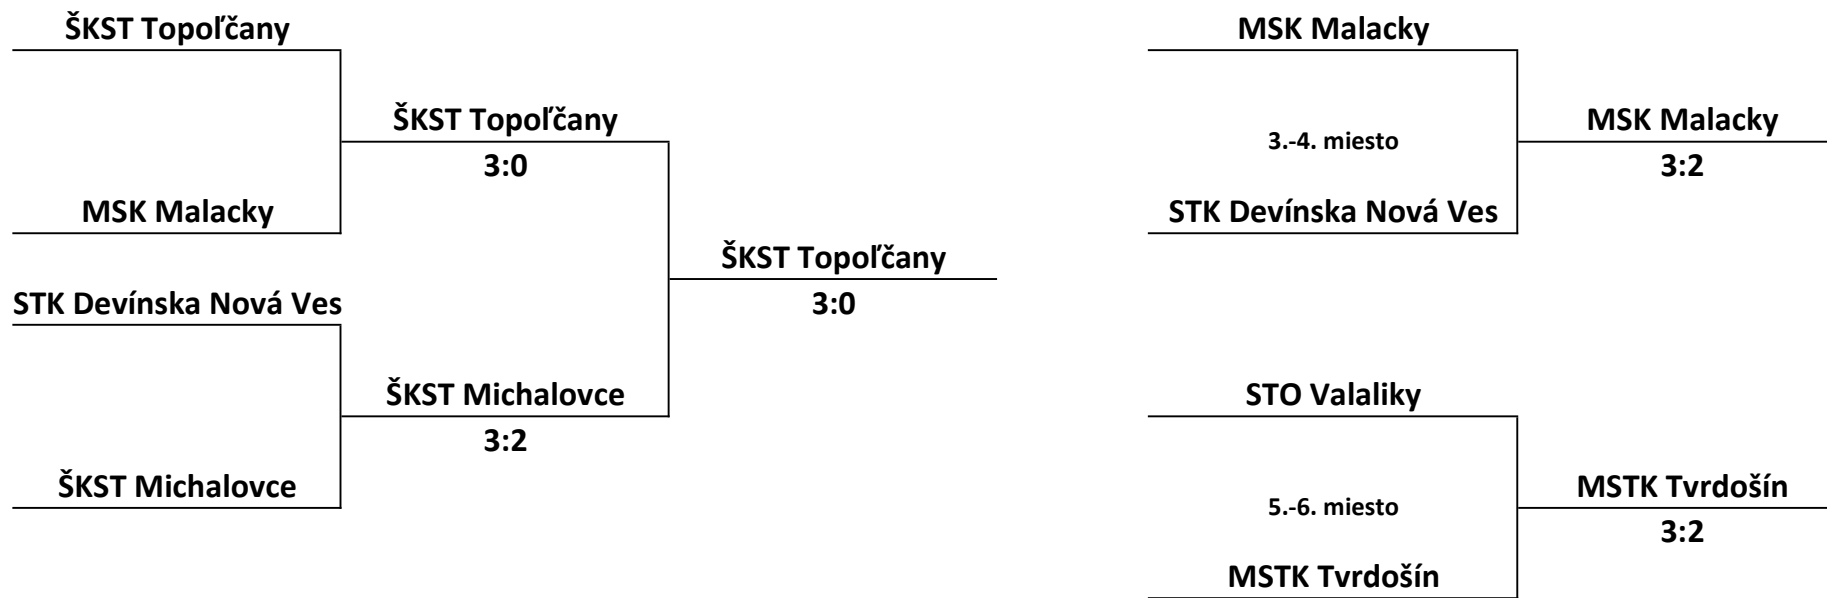 ŠKST Topoľčany
ŠKST Topoľčany
3:0
MSK Malacky
ŠKST Topoľčany
3:0
STK Devínska Nová Ves
ŠKST Michalovce
3:2
ŠKST Michalovce
MSK Malacky
3.-4. miesto
MSK Malacky
3:2
STK Devínska Nová Ves
STO Valaliky
5.-6. miesto
MSTK Tvrdošín
3:2
MSTK Tvrdošín